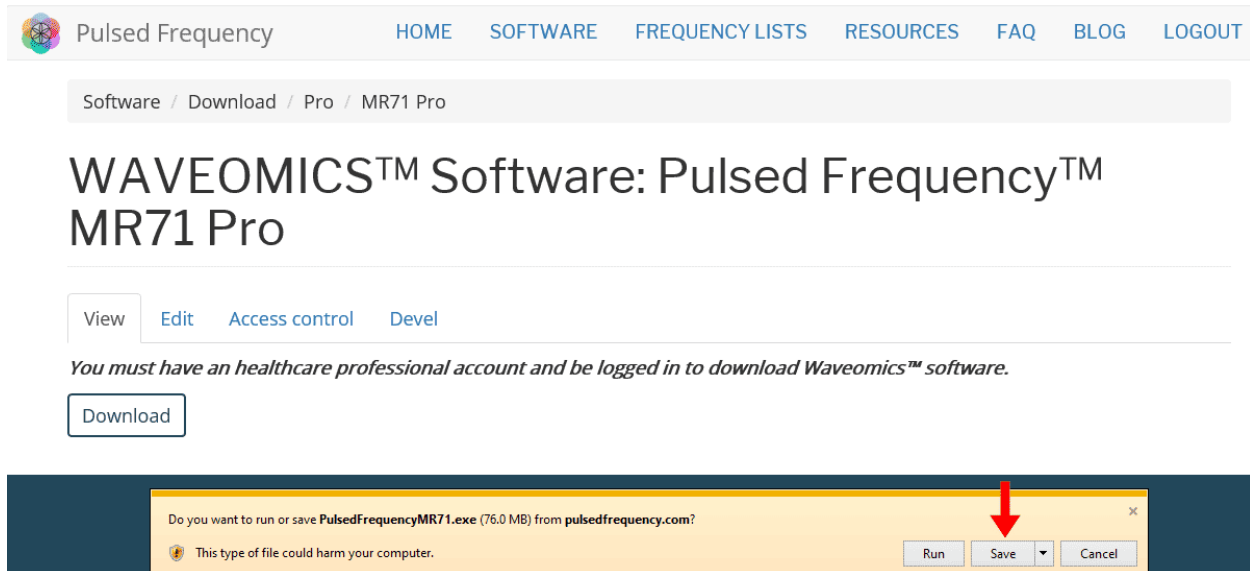 Pulsed Frequency HOME SOFTWARE FREQUENCY LISTS RESOURCES FAQ BLOG LOGOUT
Software / Download / Pro / MR71 Pro
WAVEOMICS™ Software: Pulsed Frequency™
MR71 Pro
View Edit Access control Devel
You must have an healthcare professional account and be logged in to download Waveomics™ software.
Download
Do you want to run or save PulsedFrequencyMR71.exe (76.0 MB) from pulsedfrequency.com? ×
This type of file could harm your computer. Run Save Cancel